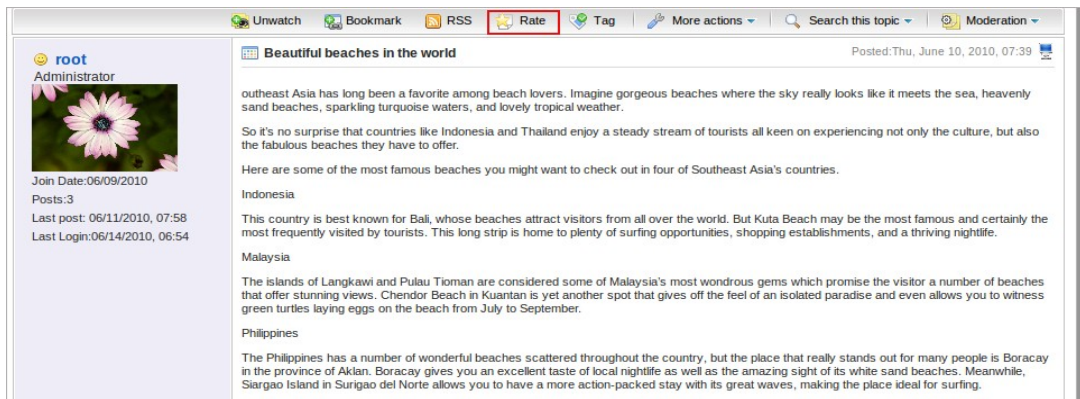 Unwatch Bookmark RSS Rate Tag More actions Search this topic Moderation
root
Administrator
Join Date:06/09/2010
Posts:3
Last post: 06/11/2010, 07:58
Last Login:06/14/2010, 06:54
Beautiful beaches in the world
Posted:Thu, June 10, 2010, 07:39
outheast Asia has long been a favorite among beach lovers. Imagine gorgeous beaches where the sky really looks like it meets the sea, heavenly
sand beaches, sparkling turquoise waters, and lovely tropical weather.
So it's no surprise that countries like Indonesia and Thailand enjoy a steady stream of tourists all keen on experiencing not only the culture, but also
the fabulous beaches they have to offer.
Here are some of the most famous beaches you might want to check out in four of Southeast Asia's countries.
Indonesia
This country is best known for Bali, whose beaches attract visitors from all over the world. But Kuta Beach may be the most famous and certainly the
most frequently visited by tourists. This long strip is home to plenty of surfing opportunities, shopping establishments, and a thriving nightlife.
Malaysia
The islands of Langkawi and Pulau Tioman are considered some of Malaysia's most wondrous gems which promise the visitor a number of beaches
that offer stunning views. Chendor Beach in Kuantan is yet another spot that gives off the feel of an isolated paradise and even allows you to witness
green turtles laying eggs on the beach from July to September.
Philippines
The Philippines has a number of wonderful beaches scattered throughout the country, but the place that really stands out for many people is Boracay
in the province of Aklan. Boracay gives you an excellent taste of local nightlife as well as the amazing sight of its white sand beaches. Meanwhile,
Siargao Island in Surigao del Norte allows you to have a more action-packed stay with its great waves, making the place ideal for surfing.